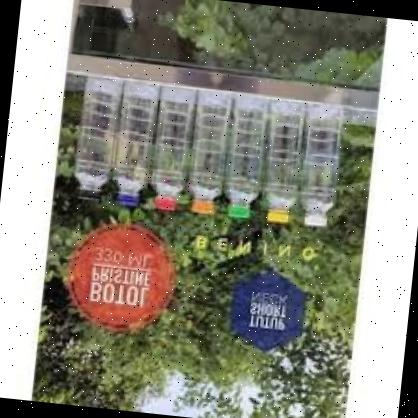 BOTOL
PRISTINE
330 ML
TUTUP
SHORT
NECK
BENING